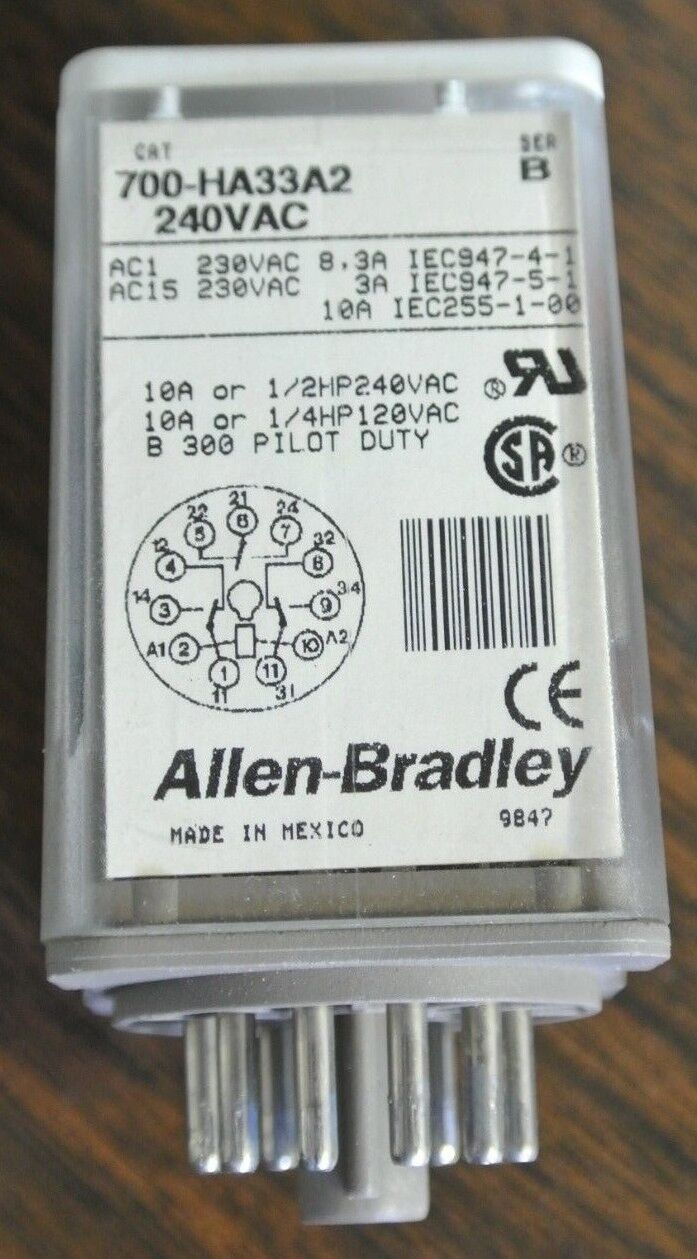 CAT SER
700-HA33A2 B
240VAC
AC1 230VAC 8,3A IEC947-4-1
AC15 230VAC 3A IEC947-5-1
10A IEC255-1-00
10A or 1/2HP240VAC
10A or 1/4HP120VAC
B 300 PILOT DUTY
®
SA ®
21
22 6 24
5 7
12 32
4 8
14 3 9 34
A1 2 10 A2
1 11
11 31
CE
Allen-Bradley
MADE IN MEXICO 9847